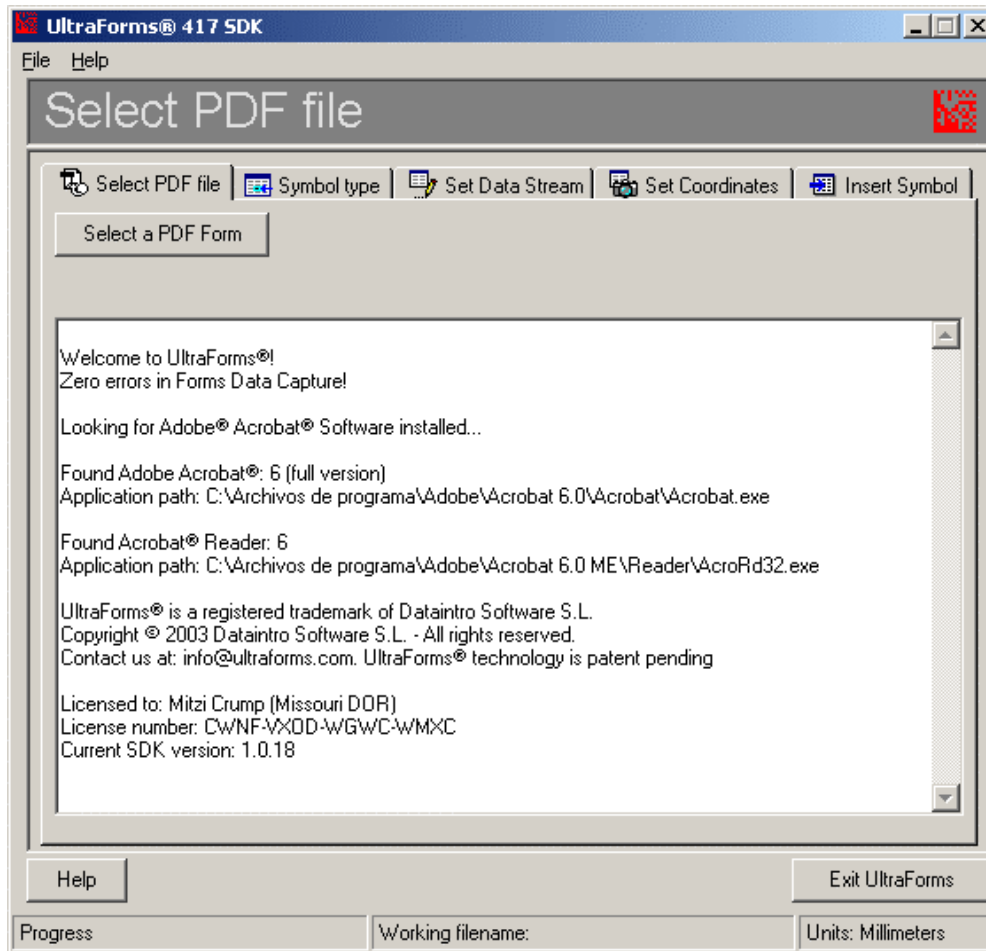 UltraForms® 417 SDK
File Help
Select PDF file
Select PDF file Symbol type Set Data Stream Set Coordinates Insert Symbol
Select a PDF Form
Welcome to UltraForms®!
Zero errors in Forms Data Capture!
Looking for Adobe® Acrobat® Software installed...
Found Adobe Acrobat®: 6 (full version)
Application path: C:\Archivos de programa\Adobe\Acrobat 6.0\Acrobat\Acrobat.exe
Found Acrobat® Reader: 6
Application path: C:\Archivos de programa\Adobe\Acrobat 6.0 ME\Reader\AcroRd32.exe
UltraForms® is a registered trademark of Dataintro Software S.L.
Copyright © 2003 Dataintro Software S.L. - All rights reserved.
Contact us at: info@ultraforms.com. UltraForms® technology is patent pending
Licensed to: Mitzi Crump (Missouri DOR)
License number: CWNF-VXOD-WGWC-WMXC
Current SDK version: 1.0.18
Help Exit UltraForms
Progress Working filename: Units: Millimeters